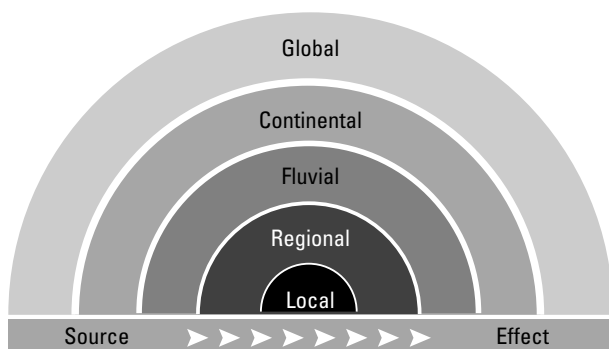 Global
Continental
Fluvial
Regional
Local
Source Effect